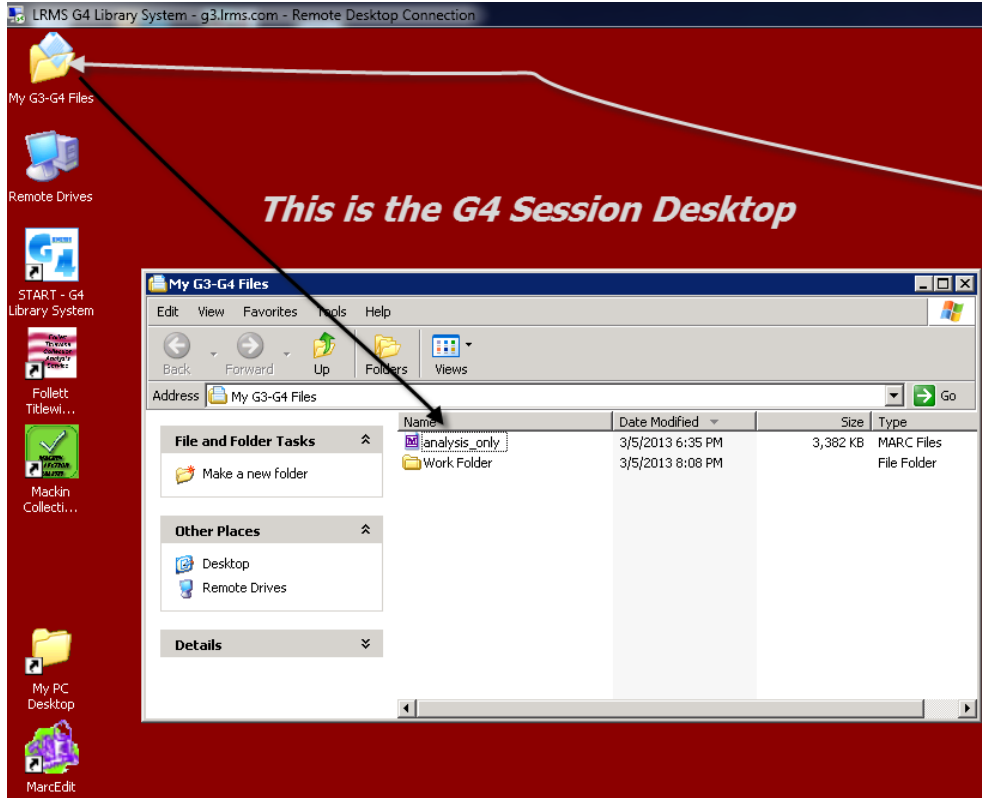 LRMS G4 Library System - g3.lrms.com - Remote Desktop Connection
My G3-G4 Files
Remote Drives
This is the G4 Session Desktop
START - G4
Library System
Follett
Titlewi...
Mackin
Collecti...
My PC
Desktop
MarcEdit
My G3-G4 Files
Edit View Favorites Tools Help
Back Forward Up Folders Views
Address My G3-G4 Files Go
Name Date Modified Size Type
analysis_only 3/5/2013 6:35 PM 3,382 KB MARC Files
Work Folder 3/5/2013 8:08 PM File Folder
File and Folder Tasks
Make a new folder
Other Places
Desktop
Remote Drives
Details